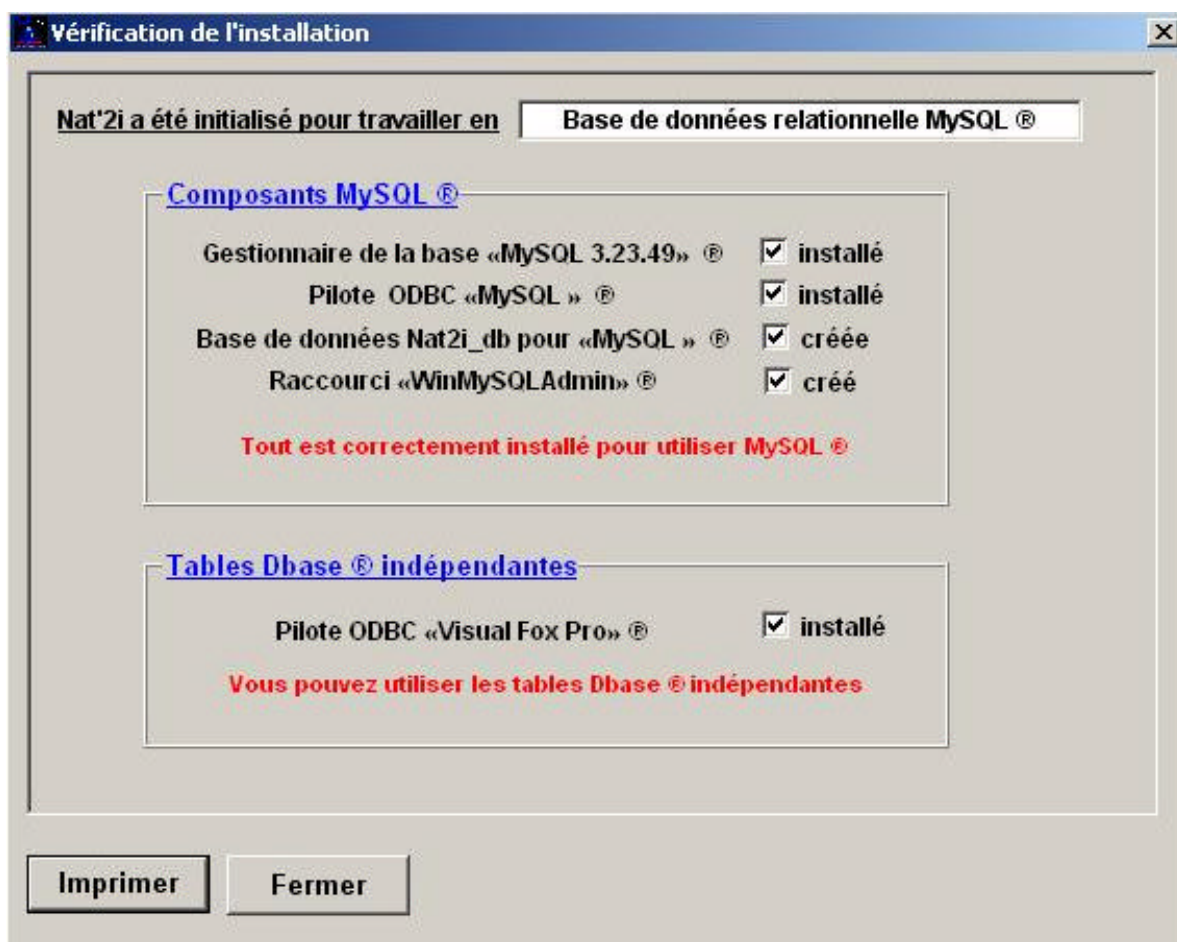 Vérification de l'installation
Nat'2i a été initialisé pour travailler en Base de données relationnelle MySQL ®
Composants MySQL ®
Gestionnaire de la base «MySQL 3.23.49» ® installé
Pilote ODBC «MySQL » ® installé
Base de données Nat2i_db pour «MySQL » ® créée
Raccourci «WinMySQLAdmin» ® créé
Tout est correctement installé pour utiliser MySQL ®
Tables Dbase ® indépendantes
Pilote ODBC «Visual Fox Pro» ® installé
Vous pouvez utiliser les tables Dbase ® indépendantes
Imprimer Fermer